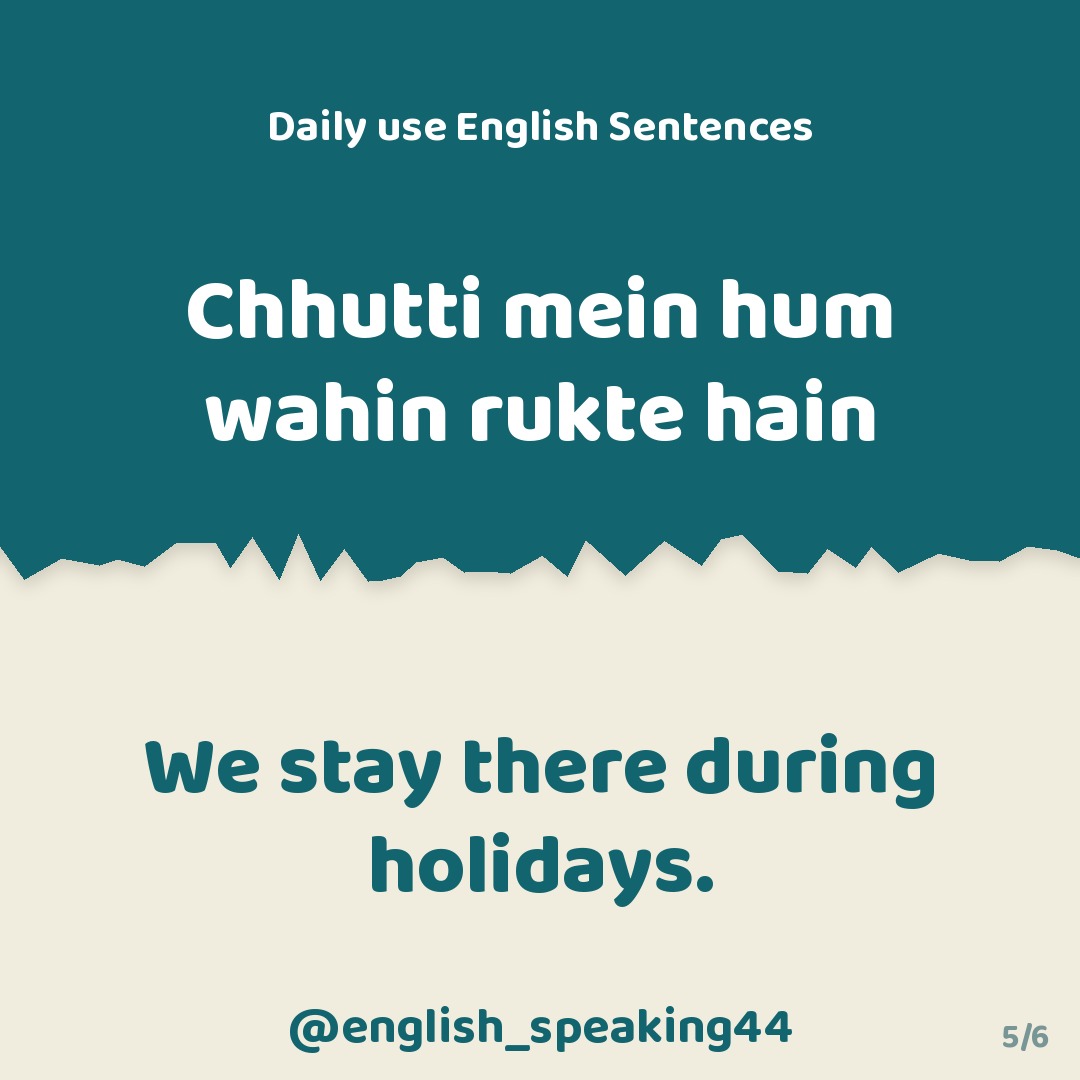 Daily use English Sentences
Chhutti mein hum
wahin rukte hain
We stay there during
holidays.
@english_speaking44
5/6